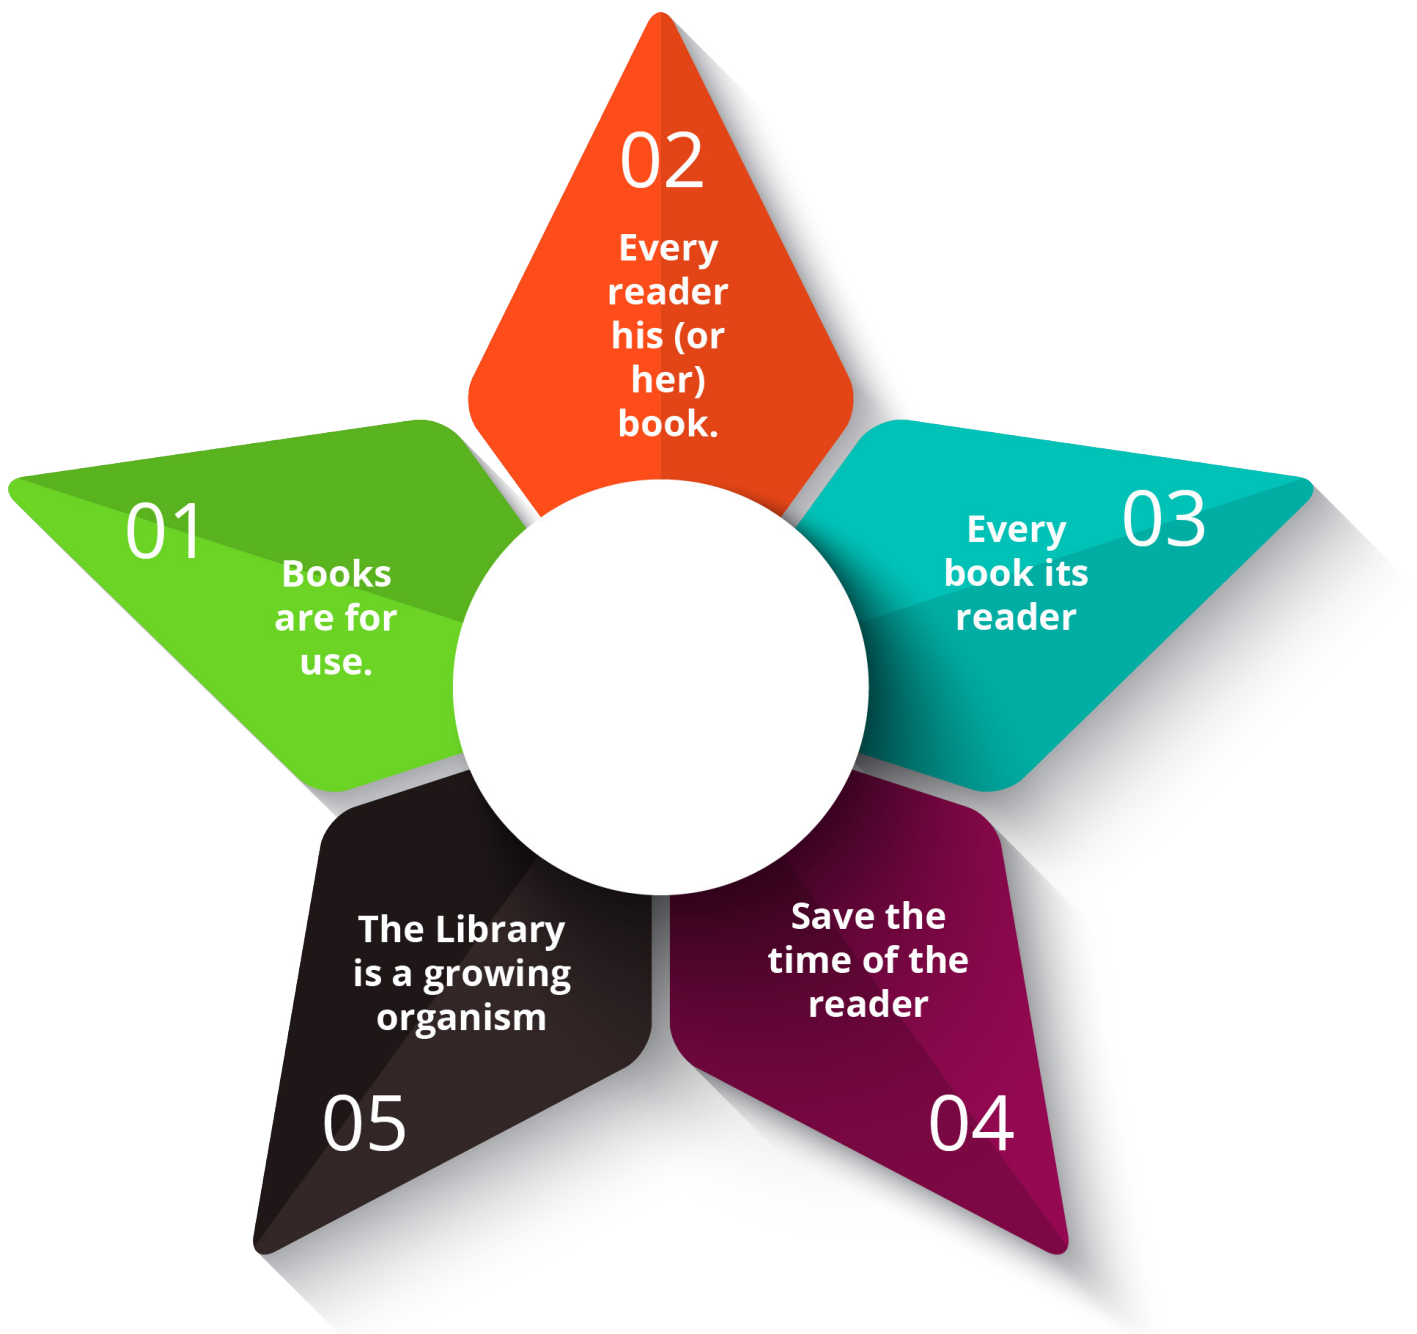 01
Books
are for
use.
02
Every
reader
his (or
her)
book.
03
Every
book its
reader
04
Save the
time of the
reader
05
The Library
is a growing
organism